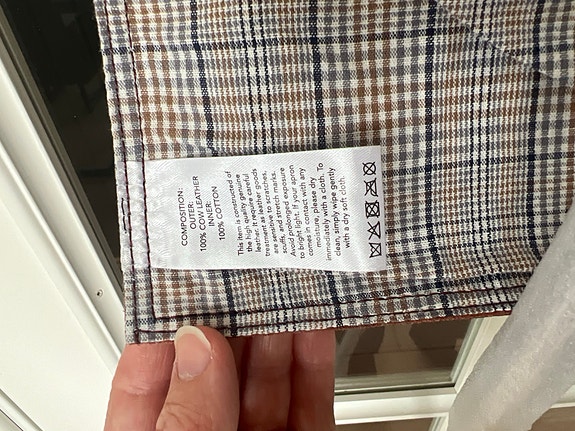 COMPOSITION:
OUTER:
100% COW LEATHER
INNER:
100% COTTON
This item is constructed of
the high quality genuine
leather. It require careful
treatment as leather goods
are sensitive to scratches,
scuffs, and stretch marks.
Avoid prolonged exposure
to bright light. If your apron
comes in contact with any
moisture, please dry
immediately with a cloth. To
clean, simply wipe gently
with a dry soft cloth.